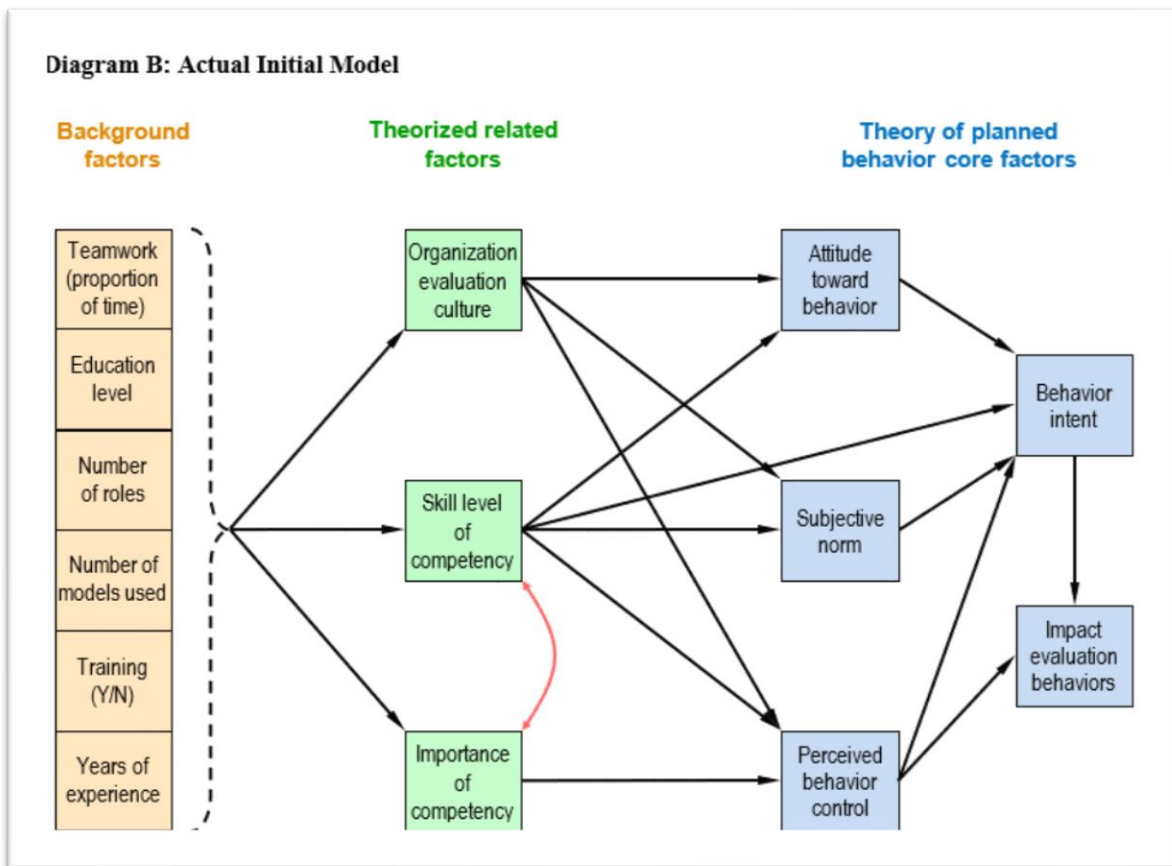 Diagram B: Actual Initial Model
Background
factors
Theorized related
factors
Theory of planned
behavior core factors
Teamwork
(proportion
of time)
Education
level
Number
of roles
Number of
models used
Training
(Y/N)
Years of
experience
Organization
evaluation
culture
Skill level
of
competency
Importance
of
competency
Attitude
toward
behavior
Subjective
norm
Perceived
behavior
control
Behavior
intent
Impact
evaluation
behaviors